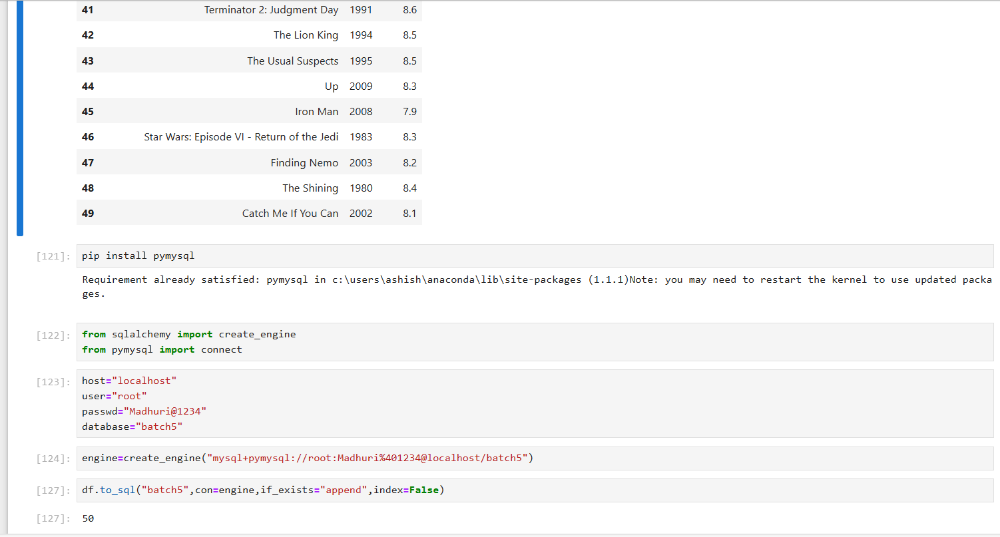 41 Terminator 2: Judgment Day 1991 8.6
42 The Lion King 1994 8.5
43 The Usual Suspects 1995 8.5
44 Up 2009 8.3
45 Iron Man 2008 7.9
46 Star Wars: Episode VI - Return of the Jedi 1983 8.3
47 Finding Nemo 2003 8.2
48 The Shining 1980 8.4
49 Catch Me If You Can 2002 8.1
[121]: pip install pymysql
Requirement already satisfied: pymysql in c:\users\ashish\anaconda\lib\site-packages (1.1.1)Note: you may need to restart the kernel to use updated packa
ges.
[122]: from sqlalchemy import create_engine
from pymysql import connect
[123]: host="localhost"
user="root"
passwd="Madhuri@1234"
database="batch5"
[124]: engine=create_engine("mysql+pymysql://root:Madhuri%401234@localhost/batch5")
[127]: df.to_sql("batch5",con=engine,if_exists="append",index=False)
[127]: 50